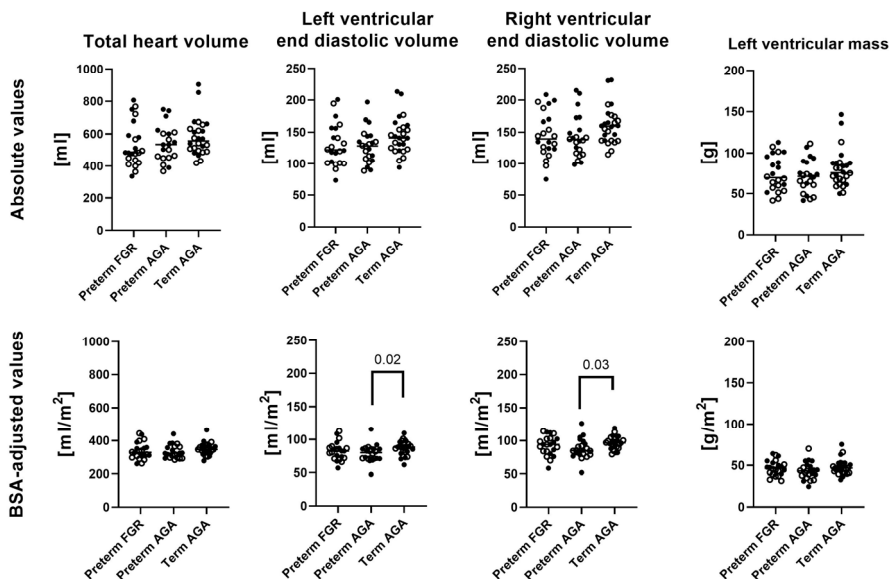 Total heart volume
Left ventricular
end diastolic volume
Right ventricular
end diastolic volume
Left ventricular mass
Absolute values
[ml]
1000
800
600
400
200
0
Preterm FGR
Preterm AGA
Term AGA
[ml]
250
200
150
100
50
0
Preterm FGR
Preterm AGA
Term AGA
[ml]
250
200
150
100
50
0
Preterm FGR
Preterm AGA
Term AGA
[g]
200
150
100
50
0
Preterm FGR
Preterm AGA
Term AGA
BSA-adjusted values
[ml/m²]
1000
800
600
400
200
0
Preterm FGR
Preterm AGA
Term AGA
[ml/m²]
250
200
150
100
50
0
0.02
Preterm FGR
Preterm AGA
Term AGA
[ml/m²]
250
200
150
100
50
0
0.03
Preterm FGR
Preterm AGA
Term AGA
[g/m²]
200
150
100
50
0
Preterm FGR
Preterm AGA
Term AGA